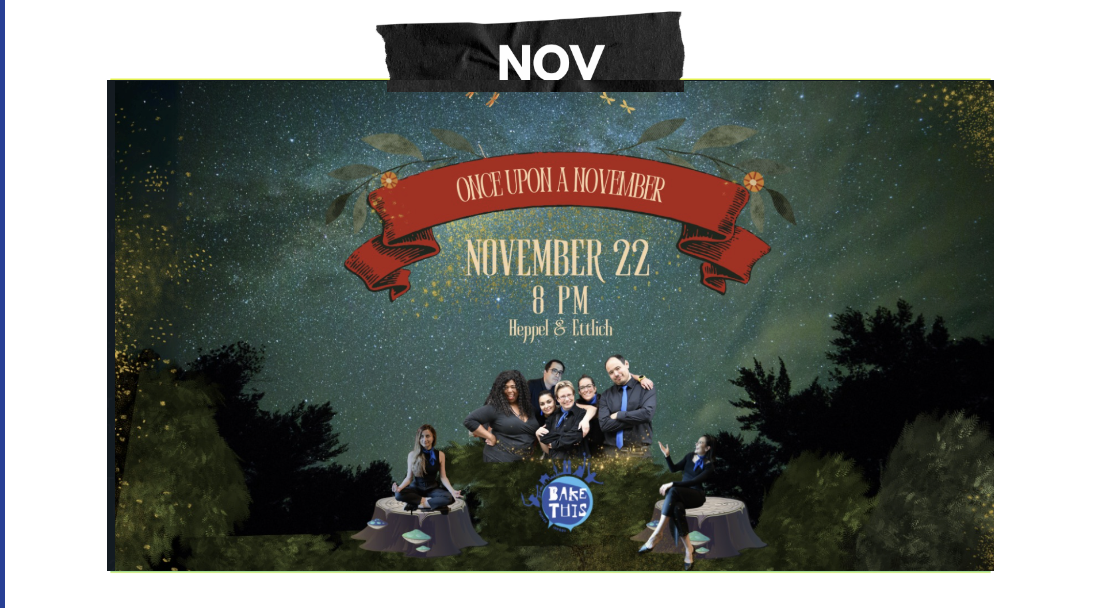 NOV
ONCE UPON A NOVEMBER
NOVEMBER 22
8 PM
Heppel & Ettlich
BAKE
THIS